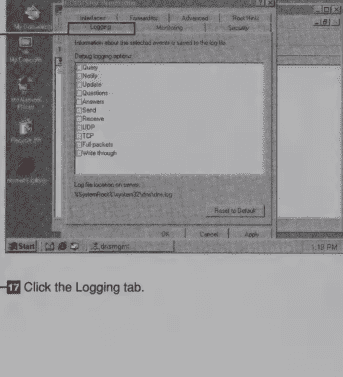 Interfaces Forwarders Advanced Root Hints
Logging Monitoring Security
Information about the selected events is saved to the log file.
Debug logging options:
Query
Notify
Update
Questions
Answers
Send
Receive
UDP
TCP
Full packets
Write through
Log file location on server:
%SystemRoot%\system32\dns\dns.log
Reset to Default
OK Cancel Apply
Start dnsmgmt 1:19 PM
17 Click the Logging tab.